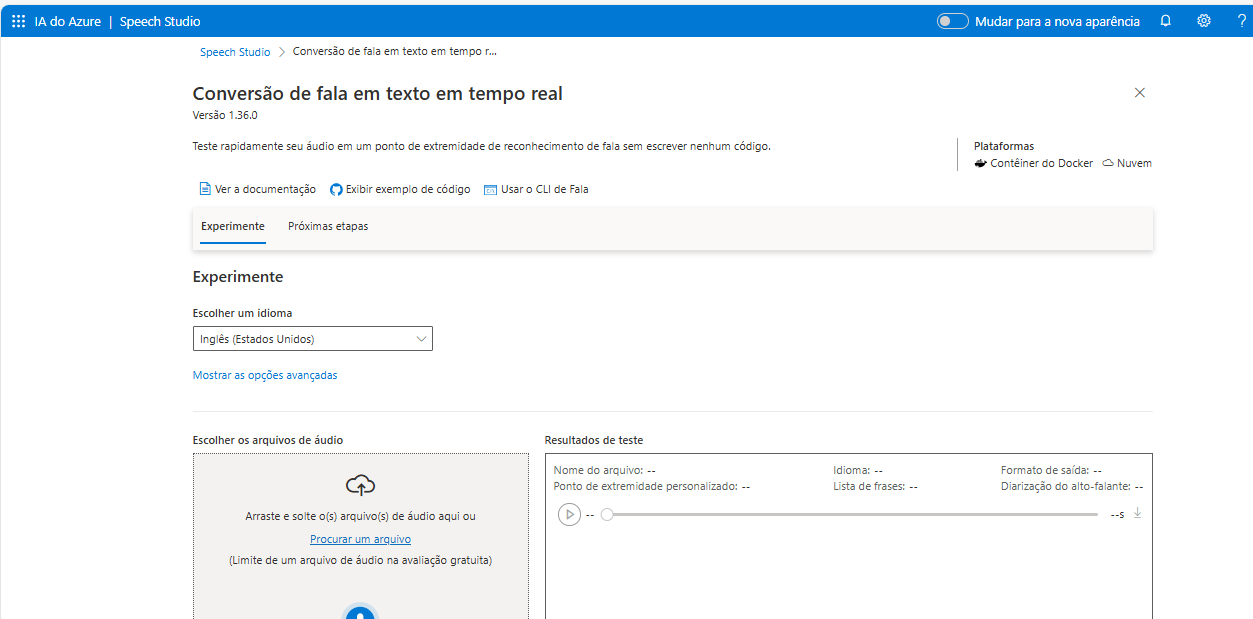 IA do Azure | Speech Studio
Mudar para a nova aparência
?
Speech Studio > Conversão de fala em texto em tempo r...
Conversão de fala em texto em tempo real
Versão 1.36.0
Teste rapidamente seu áudio em um ponto de extremidade de reconhecimento de fala sem escrever nenhum código.
Plataformas
Contêiner do Docker Nuvem
Ver a documentação Exibir exemplo de código Usar o CLI de Fala
Experimente Próximas etapas
Experimente
Escolher um idioma
Inglês (Estados Unidos)
Mostrar as opções avançadas
Escolher os arquivos de áudio
Arraste e solte o(s) arquivo(s) de áudio aqui ou
Procurar um arquivo
(Limite de um arquivo de áudio na avaliação gratuita)
Resultados de teste
Nome do arquivo: -- Idioma: -- Formato de saída: --
Ponto de extremidade personalizado: -- Lista de frases: -- Diarização do alto-falante: --
-- --s